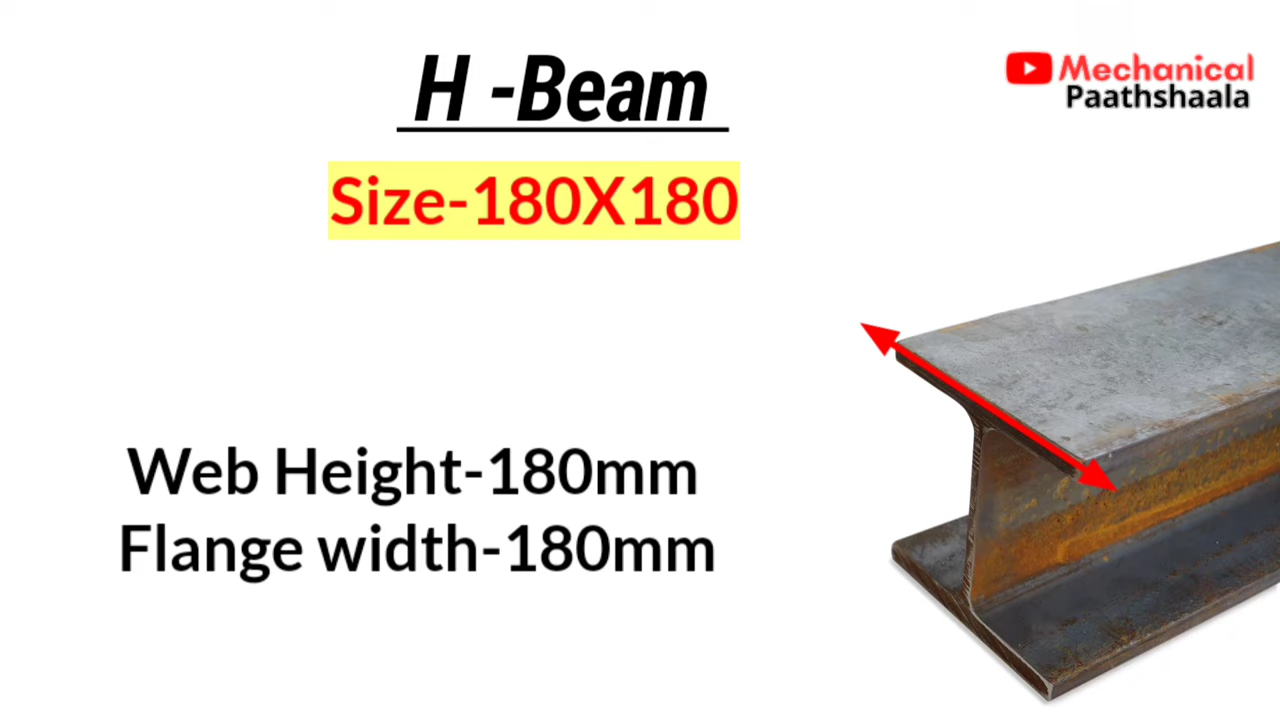 H -Beam
Mechanical
Paathshaala
Size-180X180
Web Height-180mm
Flange width-180mm